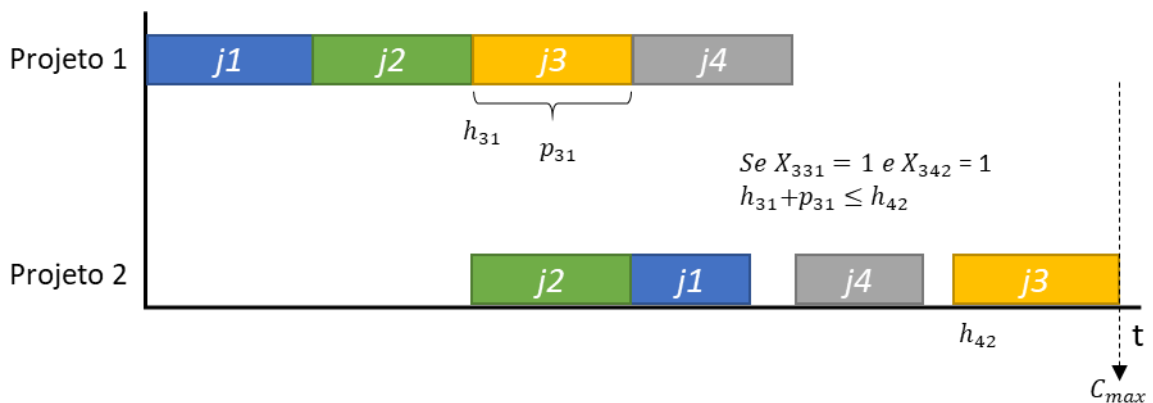 Projeto 1
j1 j2 j3 j4
h₃₁
p₃₁
Se X₃₃₁ = 1 e X₃₄₂ = 1
h₃₁+p₃₁ ≤ h₄₂
Projeto 2
j2 j1 j4 j3
h₄₂
t
Cₘₐₓ